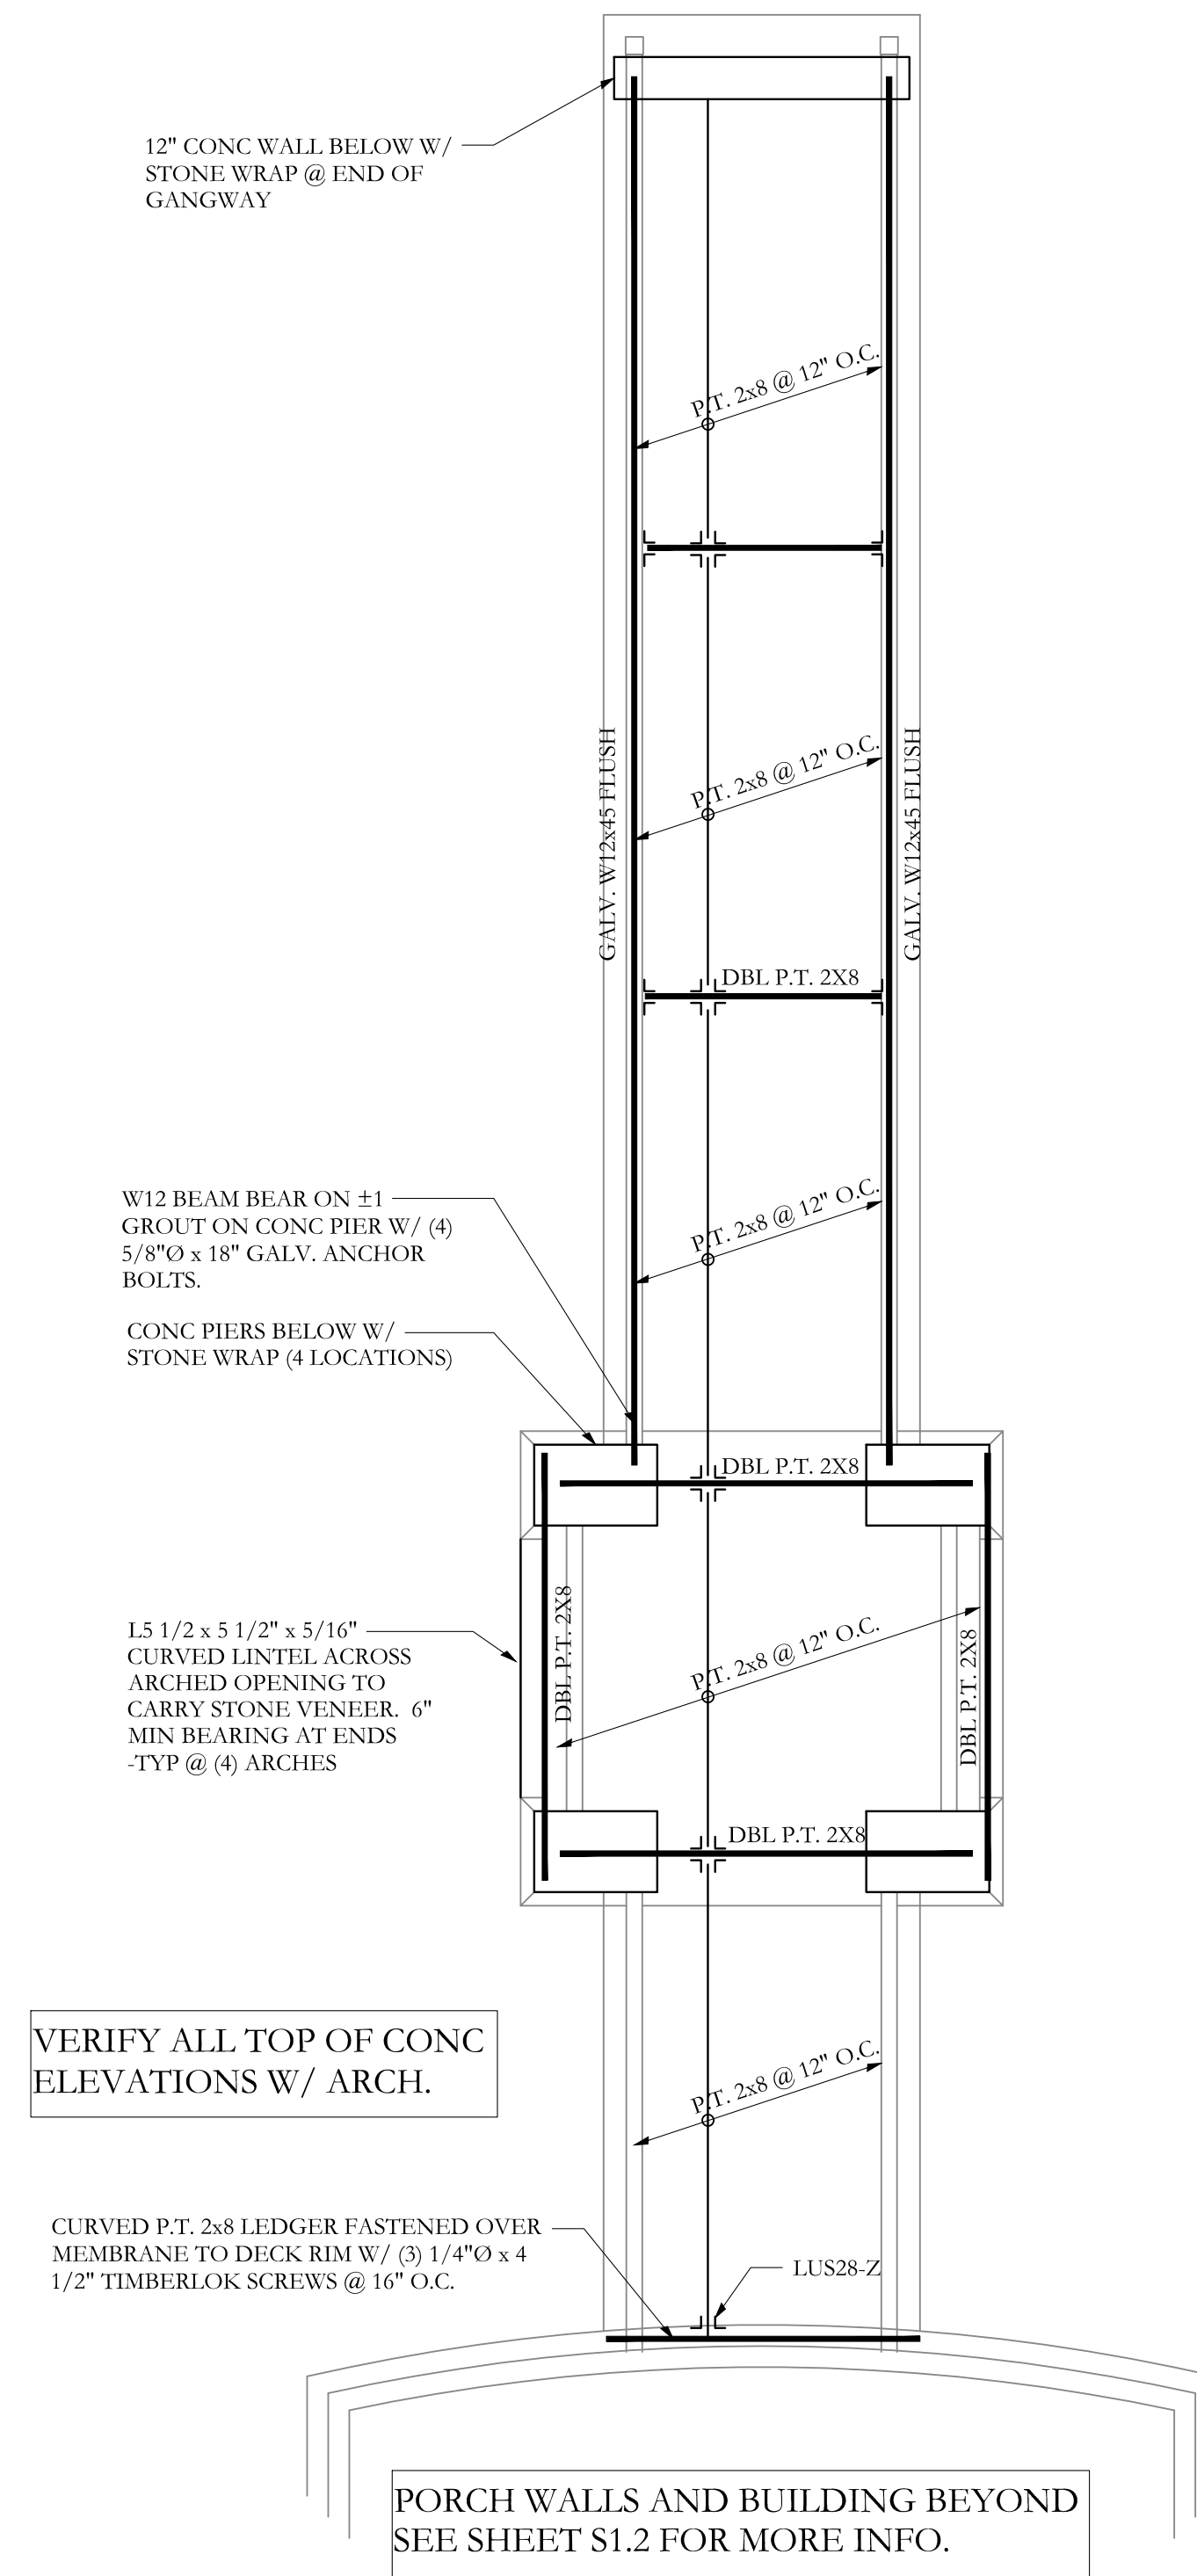 12" CONC WALL BELOW W/
STONE WRAP @ END OF
GANGWAY
P.T. 2x8 @ 12" O.C.
GALV. W12x45 FLUSH
P.T. 2x8 @ 12" O.C.
GALV. W12x45 FLUSH
DBL P.T. 2X8
W12 BEAM BEAR ON ±1
GROUT ON CONC PIER W/ (4)
5/8"Ø x 18" GALV. ANCHOR
BOLTS.
P.T. 2x8 @ 12" O.C.
CONC PIERS BELOW W/
STONE WRAP (4 LOCATIONS)
DBL P.T. 2X8
L5 1/2 x 5 1/2" x 5/16"
CURVED LINTEL ACROSS
ARCHED OPENING TO
CARRY STONE VENEER.  6"
MIN BEARING AT ENDS
-TYP @ (4) ARCHES
DBL P.T. 2X8
P.T. 2x8 @ 12" O.C.
DBL P.T. 2X8
DBL P.T. 2X8
VERIFY ALL TOP OF CONC
ELEVATIONS W/ ARCH.
P.T. 2x8 @ 12" O.C.
CURVED P.T. 2x8 LEDGER FASTENED OVER
MEMBRANE TO DECK RIM W/ (3) 1/4"Ø x 4
1/2" TIMBERLOK SCREWS @ 16" O.C.
LUS28-Z
PORCH WALLS AND BUILDING BEYOND
SEE SHEET S1.2 FOR MORE INFO.